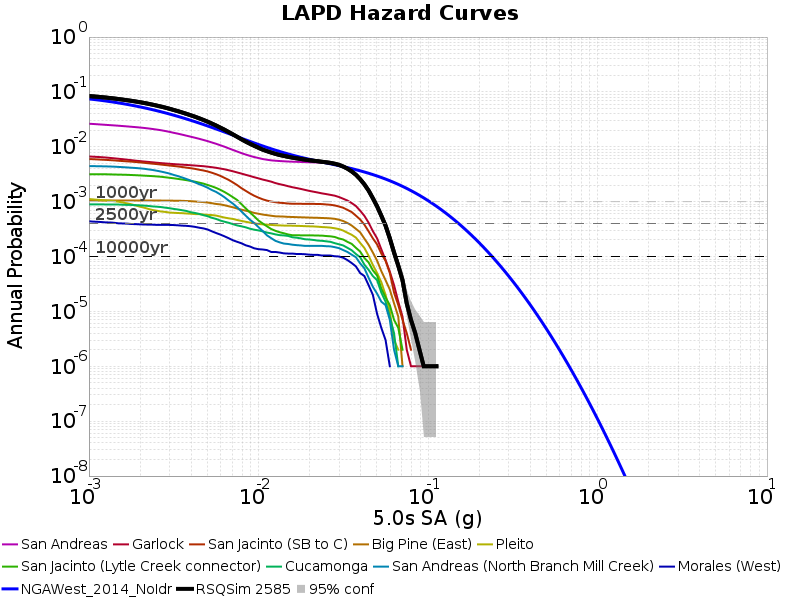 LAPD Hazard Curves
Annual Probability
10^0
10^-1
10^-2
10^-3
10^-4
10^-5
10^-6
10^-7
10^-8
1000yr
2500yr
10000yr
10^-3 10^-2 10^-1 10^0 10^1
5.0s SA (g)
San Andreas Garlock San Jacinto (SB to C) Big Pine (East) Pleito
San Jacinto (Lytle Creek connector) Cucamonga San Andreas (North Branch Mill Creek) Morales (West)
NGAWest_2014_NoIdr RSQSim 2585 95% conf